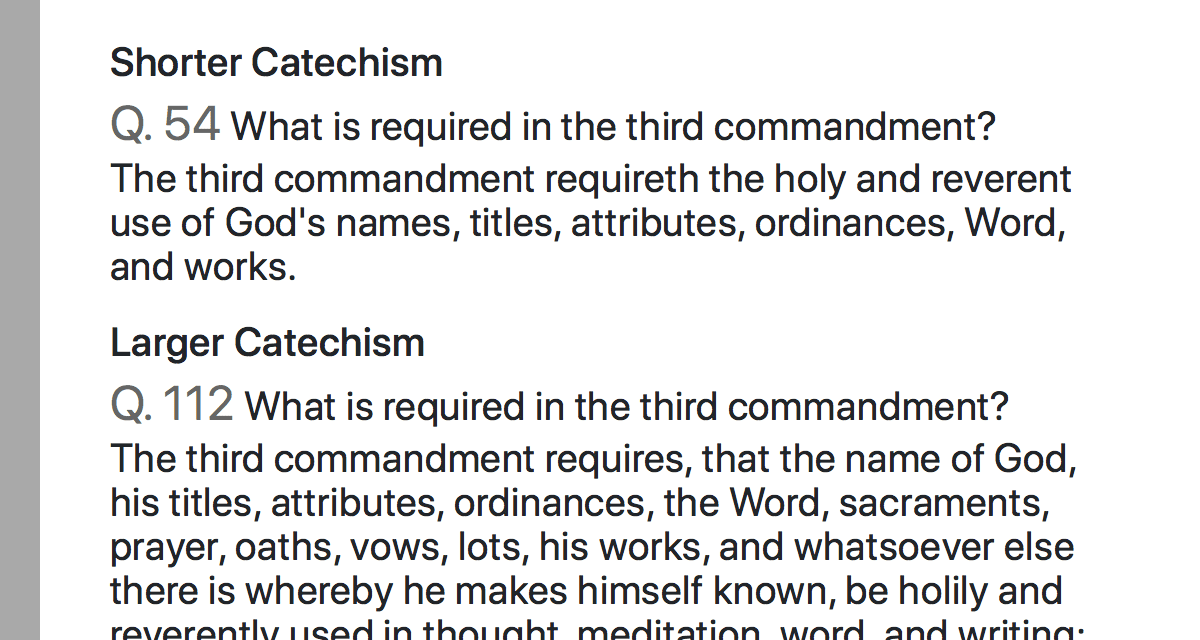 Shorter Catechism
Q. 54 What is required in the third commandment?
The third commandment requireth the holy and reverent
use of God's names, titles, attributes, ordinances, Word,
and works.
Larger Catechism
Q. 112 What is required in the third commandment?
The third commandment requires, that the name of God,
his titles, attributes, ordinances, the Word, sacraments,
prayer, oaths, vows, lots, his works, and whatsoever else
there is whereby he makes himself known, be holily and
reverently used in thought, meditation, word, and writing;